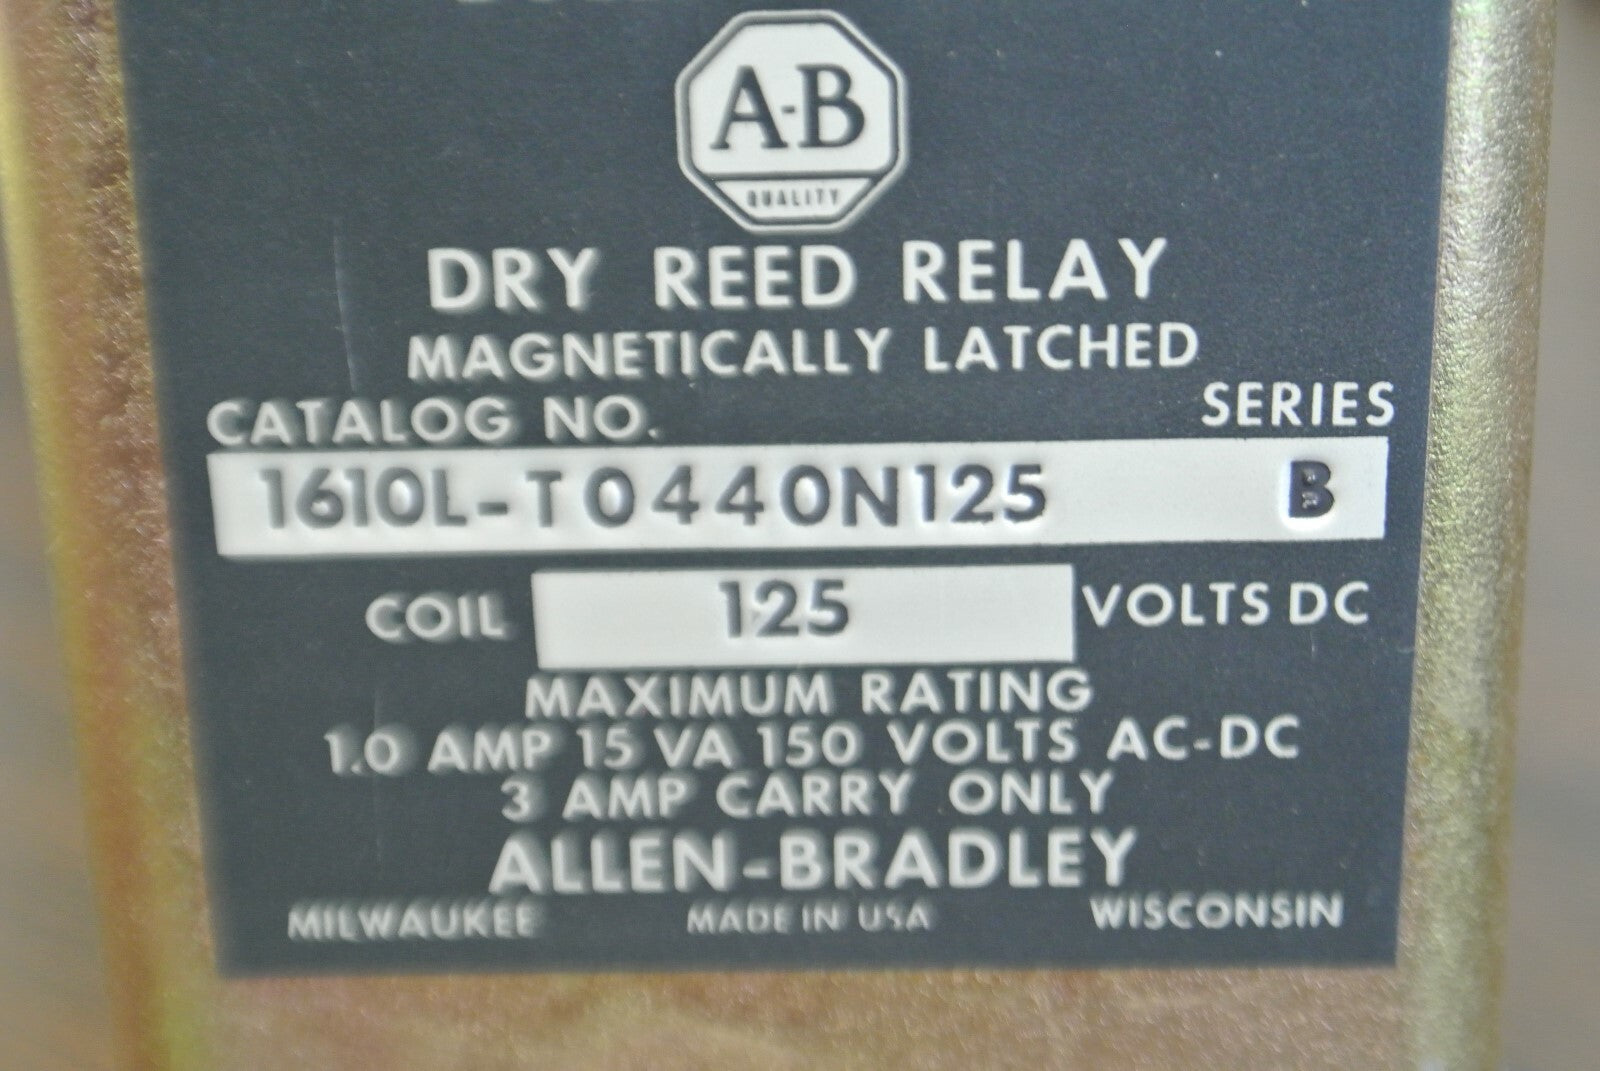 A-B
QUALITY
DRY REED RELAY
MAGNETICALLY LATCHED
CATALOG NO. SERIES
1610L-T0440N125 B
COIL 125 VOLTS DC
MAXIMUM RATING
1.0 AMP 15 VA 150 VOLTS AC-DC
3 AMP CARRY ONLY
ALLEN-BRADLEY
MILWAUKEE MADE IN USA WISCONSIN